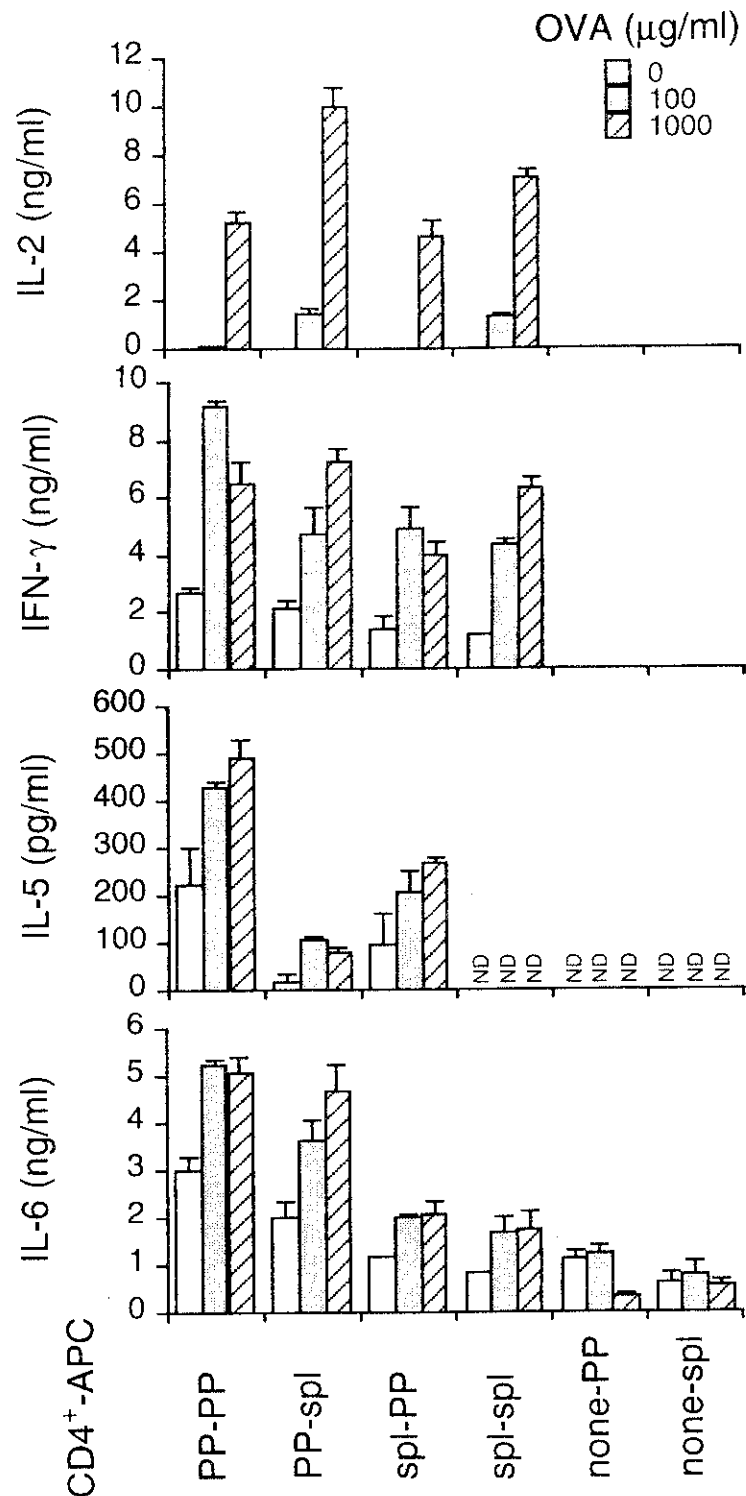 OVA (μg/ml)
0
100
1000
IL-2 (ng/ml)
12
10
8
6
4
2
0
IFN-γ (ng/ml)
10
8
6
4
2
0
IL-5 (pg/ml)
600
500
400
300
200
100
0
ND ND ND ND ND ND ND ND ND
IL-6 (ng/ml)
6
5
4
3
2
1
0
CD4+-APC
PP-PP
PP-spl
spl-PP
spl-spl
none-PP
none-spl